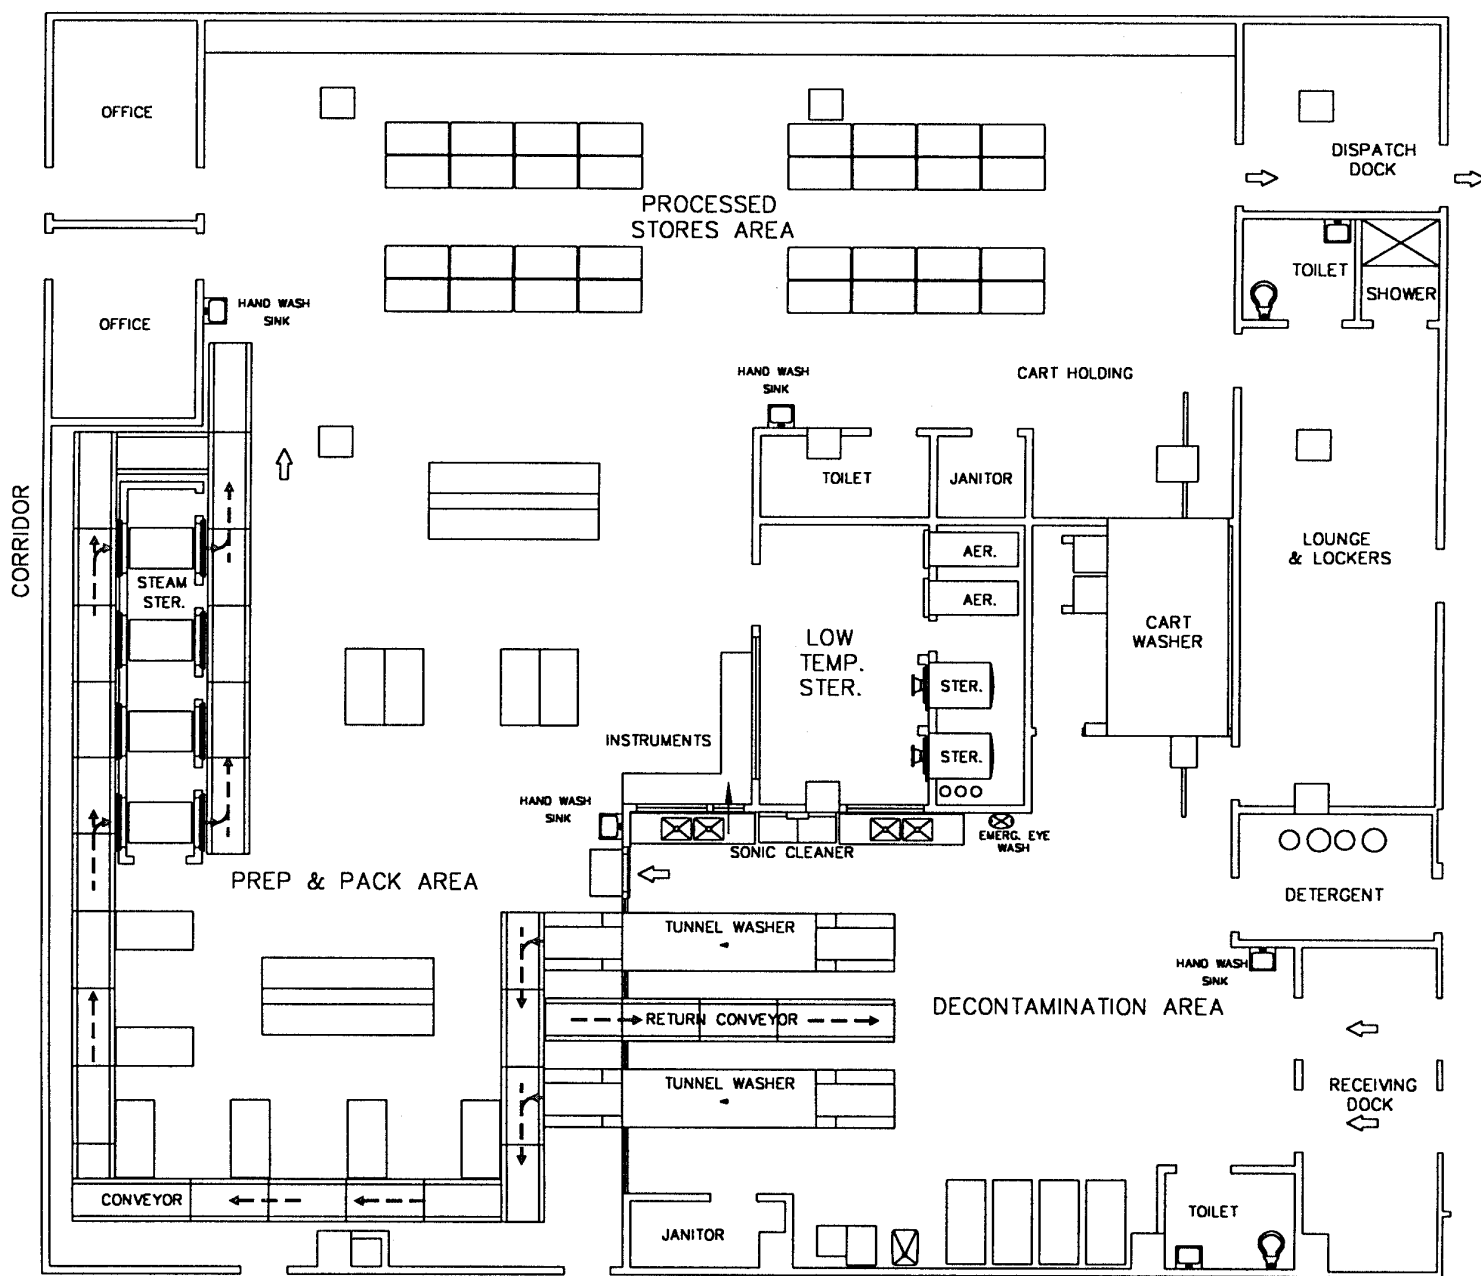 OFFICE
DISPATCH
DOCK
PROCESSED
STORES AREA
TOILET
SHOWER
HAND WASH
SINK
OFFICE
HAND WASH
SINK
CART HOLDING
TOILET
JANITOR
CORRIDOR
LOUNGE
& LOCKERS
AER.
STEAM
STER.
AER.
CART
WASHER
LOW
TEMP.
STER.
STER.
INSTRUMENTS
STER.
HAND WASH
SINK
EMERG. EYE
WASH
SONIC CLEANER
PREP & PACK AREA
DETERGENT
TUNNEL WASHER
HAND WASH
SINK
DECONTAMINATION AREA
RETURN CONVEYOR
TUNNEL WASHER
RECEIVING
DOCK
CONVEYOR
TOILET
JANITOR